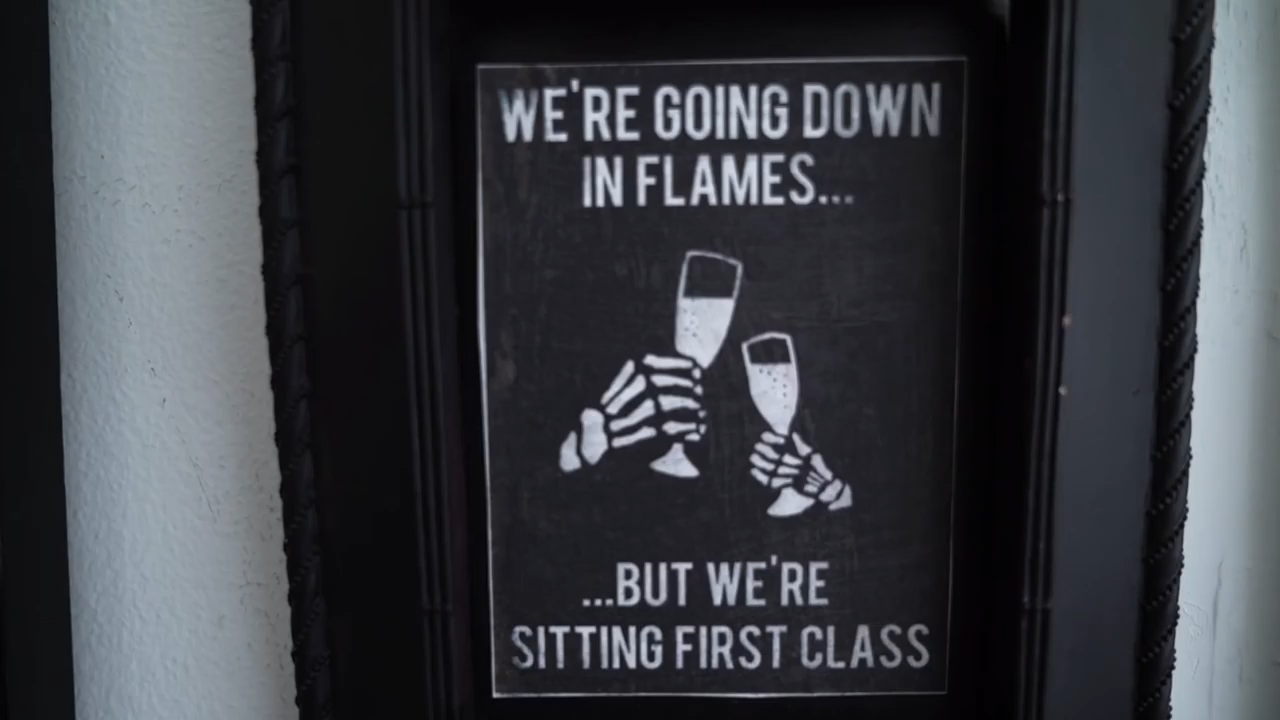 WE'RE GOING DOWN
IN FLAMES...
...BUT WE'RE
SITTING FIRST CLASS